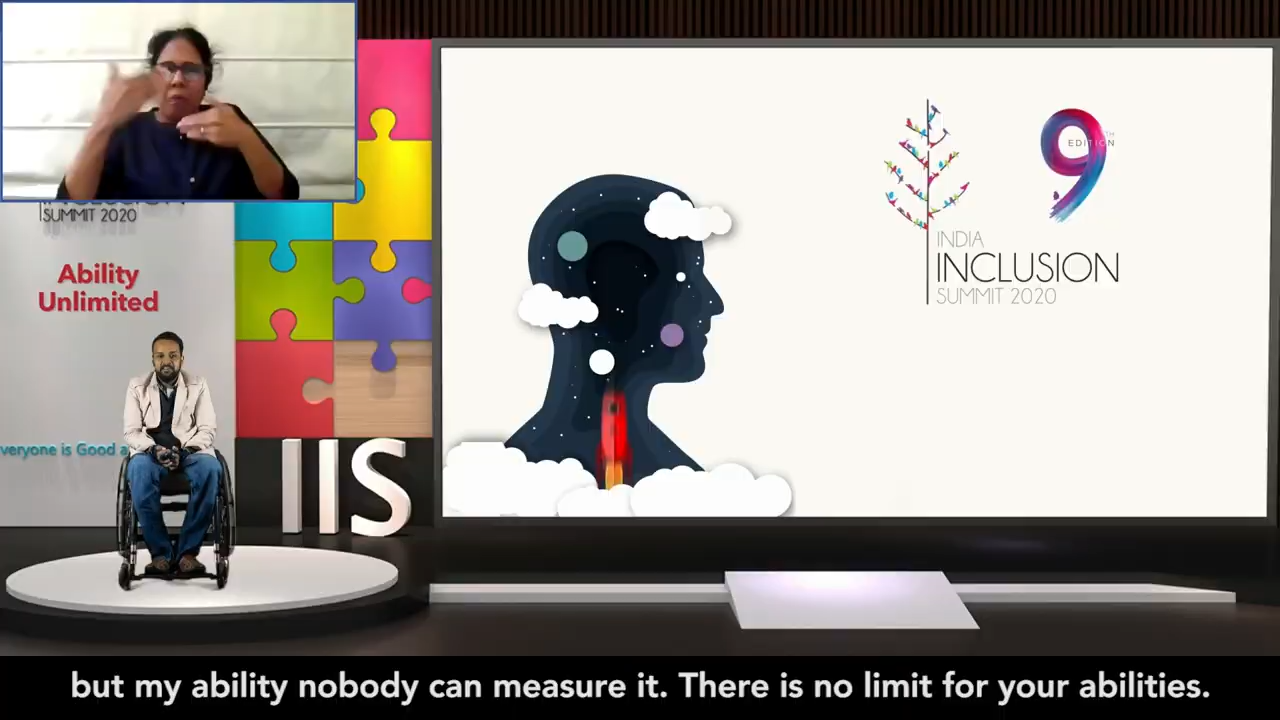 SUMMIT 2020
Ability
Unlimited
veryone is Good a
IIS
9
TH
EDITION
INDIA
INCLUSION
SUMMIT 2020
but my ability nobody can measure it. There is no limit for your abilities.